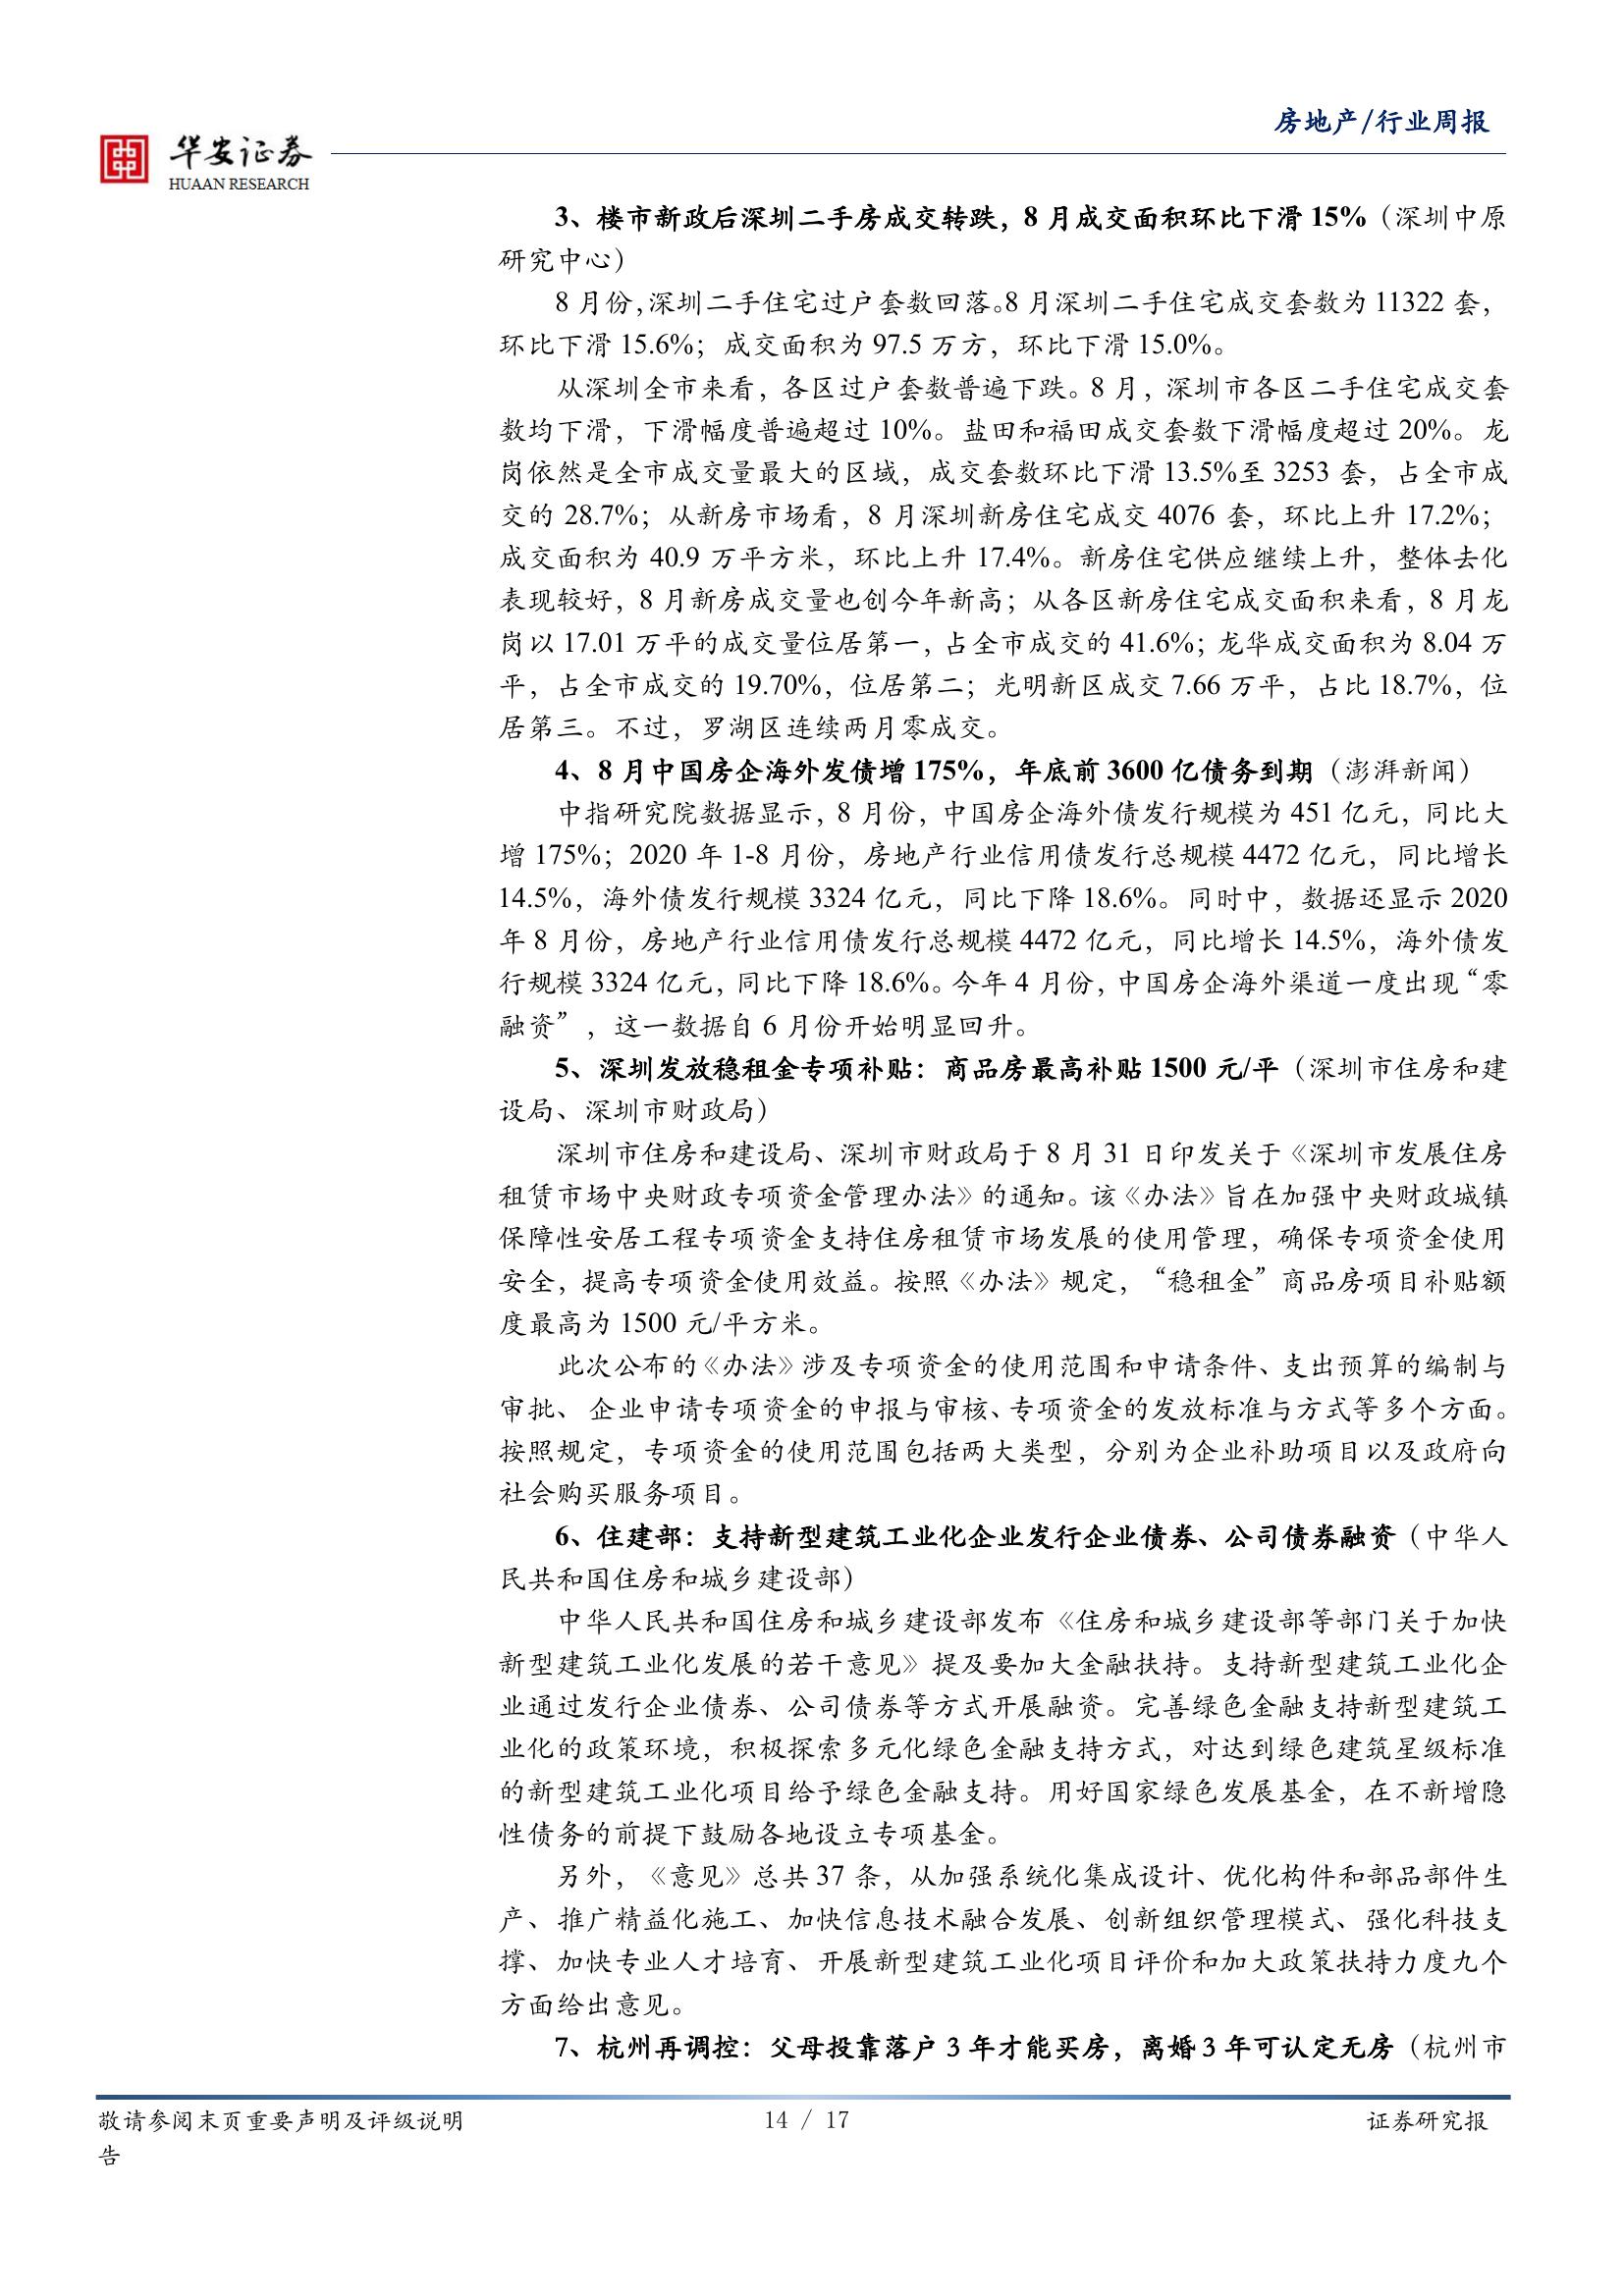 房地产/行业周报
华安证券
HUAAN RESEARCH
3、楼市新政后深圳二手房成交转跌，8 月成交面积环比下滑 15%（深圳中原
研究中心）
8 月份，深圳二手住宅过户套数回落。8 月深圳二手住宅成交套数为 11322 套，
环比下滑 15.6%；成交面积为 97.5 万方，环比下滑 15.0%。
从深圳全市来看，各区过户套数普遍下跌。8 月，深圳市各区二手住宅成交套
数均下滑，下滑幅度普遍超过 10%。盐田和福田成交套数下滑幅度超过 20%。龙
岗依然是全市成交量最大的区域，成交套数环比下滑 13.5%至 3253 套，占全市成
交的 28.7%；从新房市场看，8 月深圳新房住宅成交 4076 套，环比上升 17.2%；
成交面积为 40.9 万平方米，环比上升 17.4%。新房住宅供应继续上升，整体去化
表现较好，8 月新房成交量也创今年新高；从各区新房住宅成交面积来看，8 月龙
岗以 17.01 万平的成交量位居第一，占全市成交的 41.6%；龙华成交面积为 8.04 万
平，占全市成交的 19.70%，位居第二；光明新区成交 7.66 万平，占比 18.7%，位
居第三。不过，罗湖区连续两月零成交。
4、8 月中国房企海外发债增 175%，年底前 3600 亿债务到期（澎湃新闻）
中指研究院数据显示，8 月份，中国房企海外债发行规模为 451 亿元，同比大
增 175%；2020 年 1-8 月份，房地产行业信用债发行总规模 4472 亿元，同比增长
14.5%，海外债发行规模 3324 亿元，同比下降 18.6%。同时中，数据还显示 2020
年 8 月份，房地产行业信用债发行总规模 4472 亿元，同比增长 14.5%，海外债发
行规模 3324 亿元，同比下降 18.6%。今年 4 月份，中国房企海外渠道一度出现“零
融资”，这一数据自 6 月份开始明显回升。
5、深圳发放稳租金专项补贴：商品房最高补贴 1500 元/平（深圳市住房和建
设局、深圳市财政局）
深圳市住房和建设局、深圳市财政局于 8 月 31 日印发关于《深圳市发展住房
租赁市场中央财政专项资金管理办法》的通知。该《办法》旨在加强中央财政城镇
保障性安居工程专项资金支持住房租赁市场发展的使用管理，确保专项资金使用
安全，提高专项资金使用效益。按照《办法》规定，“稳租金”商品房项目补贴额
度最高为 1500 元/平方米。
此次公布的《办法》涉及专项资金的使用范围和申请条件、支出预算的编制与
审批、企业申请专项资金的申报与审核、专项资金的发放标准与方式等多个方面。
按照规定，专项资金的使用范围包括两大类型，分别为企业补助项目以及政府向
社会购买服务项目。
6、住建部：支持新型建筑工业化企业发行企业债券、公司债券融资（中华人
民共和国住房和城乡建设部）
中华人民共和国住房和城乡建设部发布《住房和城乡建设部等部门关于加快
新型建筑工业化发展的若干意见》提及要加大金融扶持。支持新型建筑工业化企
业通过发行企业债券、公司债券等方式开展融资。完善绿色金融支持新型建筑工
业化的政策环境，积极探索多元化绿色金融支持方式，对达到绿色建筑星级标准
的新型建筑工业化项目给予绿色金融支持。用好国家绿色发展基金，在不新增隐
性债务的前提下鼓励各地设立专项基金。
另外，《意见》总共 37 条，从加强系统化集成设计、优化构件和部品部件生
产、推广精益化施工、加快信息技术融合发展、创新组织管理模式、强化科技支
撑、加快专业人才培育、开展新型建筑工业化项目评价和加大政策扶持力度九个
方面给出意见。
7、杭州再调控：父母投靠落户 3 年才能买房，离婚 3 年可认定无房（杭州市
敬请参阅末页重要声明及评级说明 14 / 17 证券研究报
告